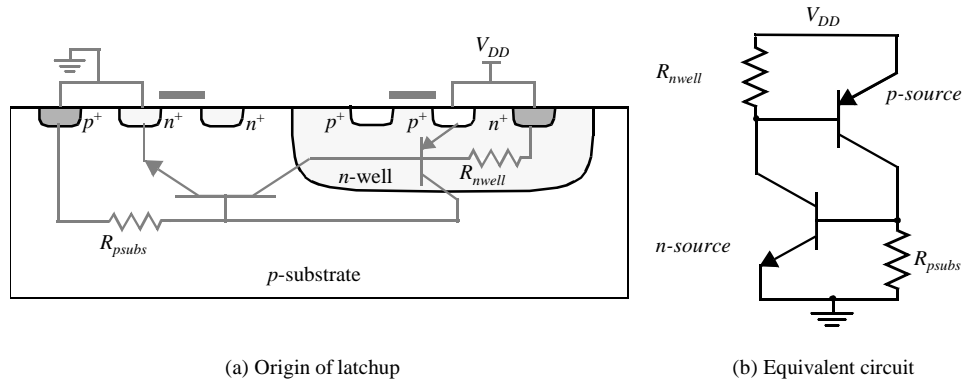 V_DD
p+ n+ n+ p+ p+ n+
n-well
R_nwell
R_psubs
p-substrate
(a) Origin of latchup
V_DD
R_nwell
p-source
n-source
R_psubs
(b) Equivalent circuit